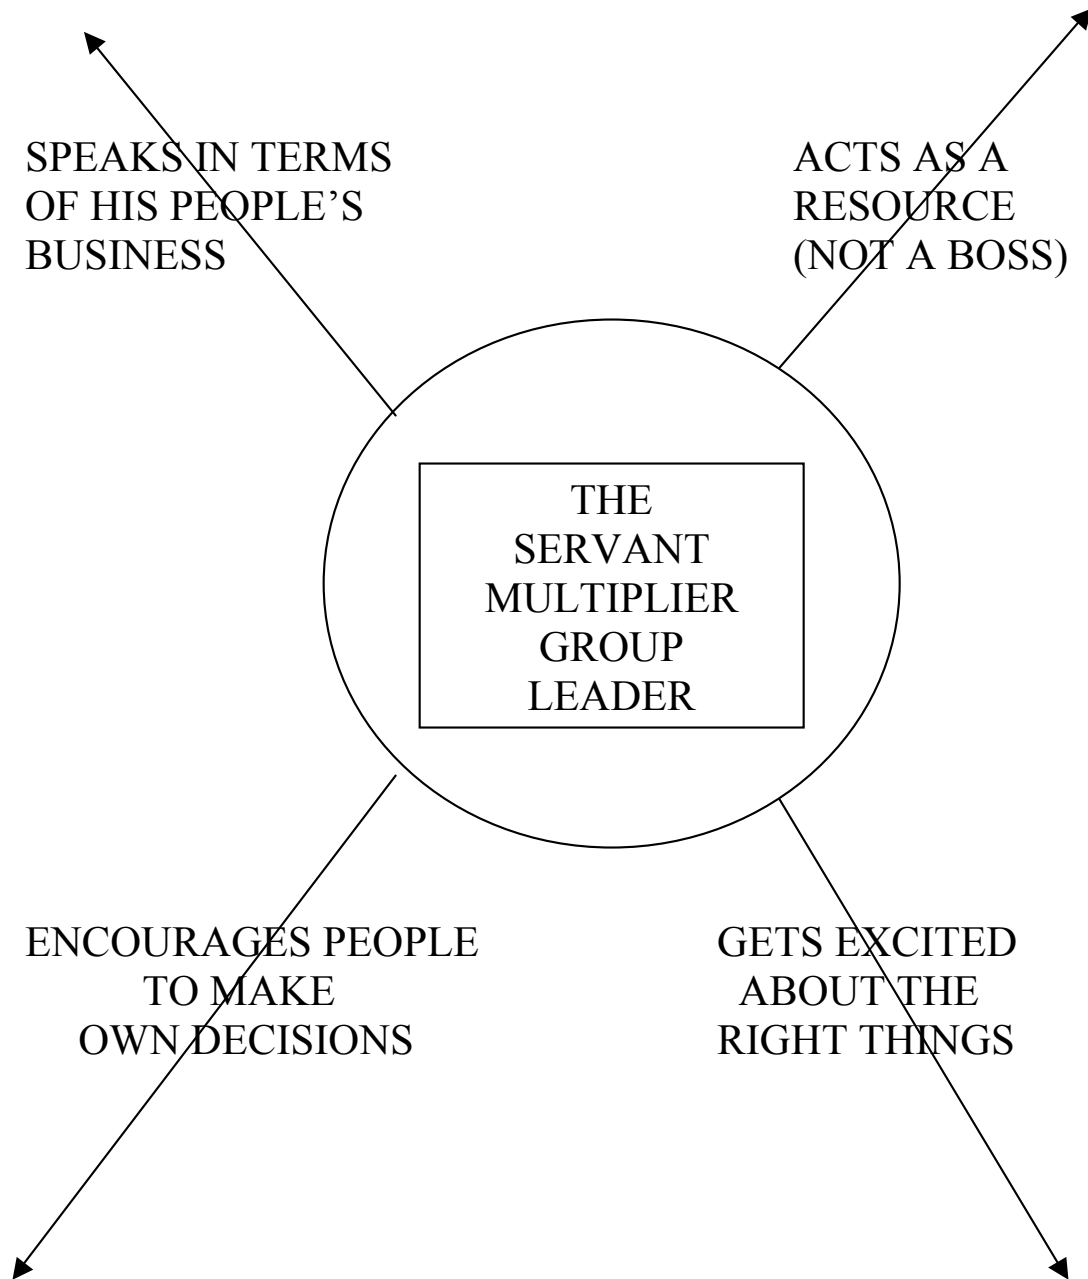 SPEAKS IN TERMS
OF HIS PEOPLE’S
BUSINESS
ACTS AS A
RESOURCE
(NOT A BOSS)
THE
SERVANT
MULTIPLIER
GROUP
LEADER
ENCOURAGES PEOPLE
TO MAKE
OWN DECISIONS
GETS EXCITED
ABOUT THE
RIGHT THINGS